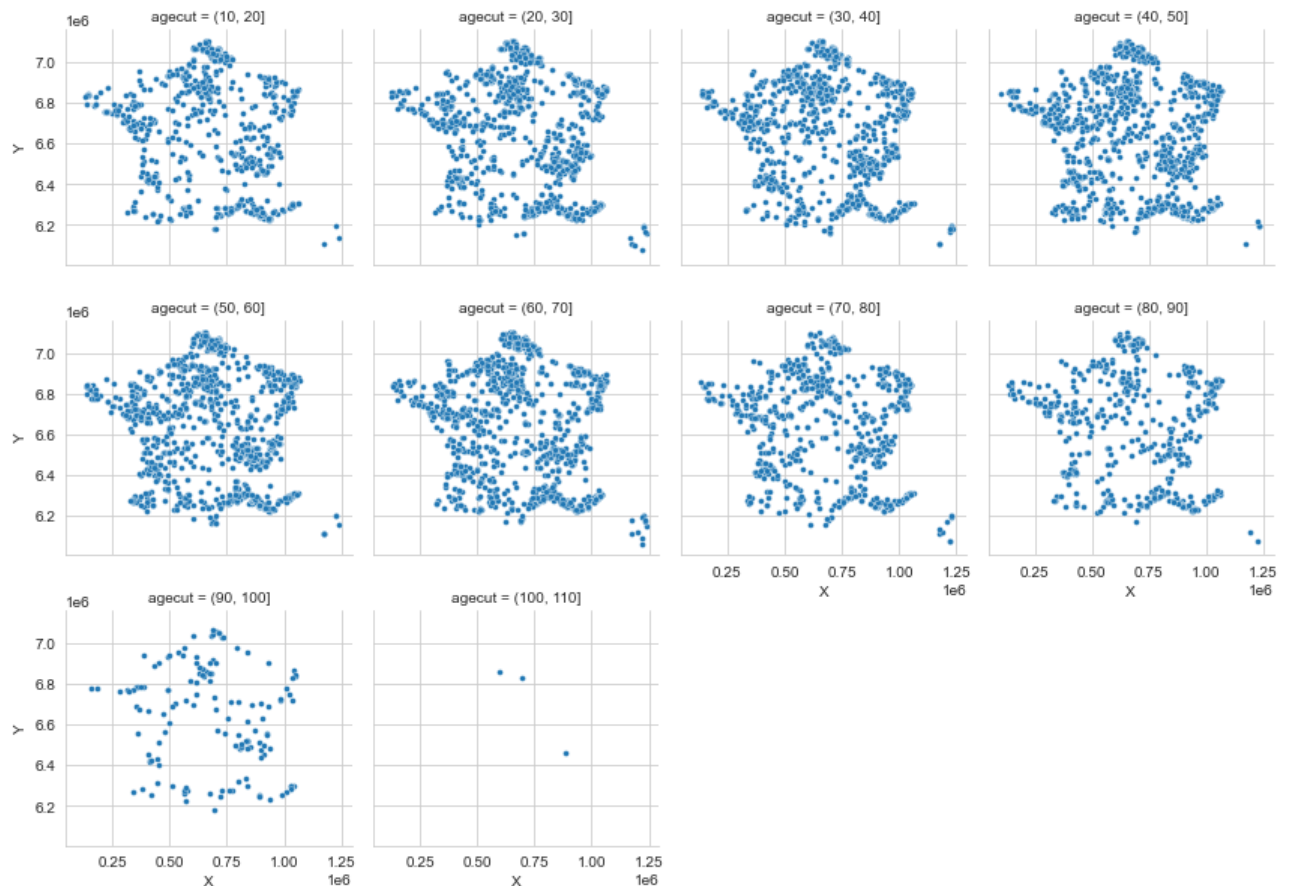 1e6
agecut = (10, 20]
agecut = (20, 30]
agecut = (30, 40]
agecut = (40, 50]
7.0
6.8
6.6
6.4
6.2
Y
1e6
agecut = (50, 60]
agecut = (60, 70]
agecut = (70, 80]
agecut = (80, 90]
7.0
6.8
6.6
6.4
6.2
Y
0.25 0.50 0.75 1.00 1.25
X
1e6
0.25 0.50 0.75 1.00 1.25
X
1e6
1e6
agecut = (90, 100]
agecut = (100, 110]
7.0
6.8
6.6
6.4
6.2
Y
0.25 0.50 0.75 1.00 1.25
X
1e6
0.25 0.50 0.75 1.00 1.25
X
1e6